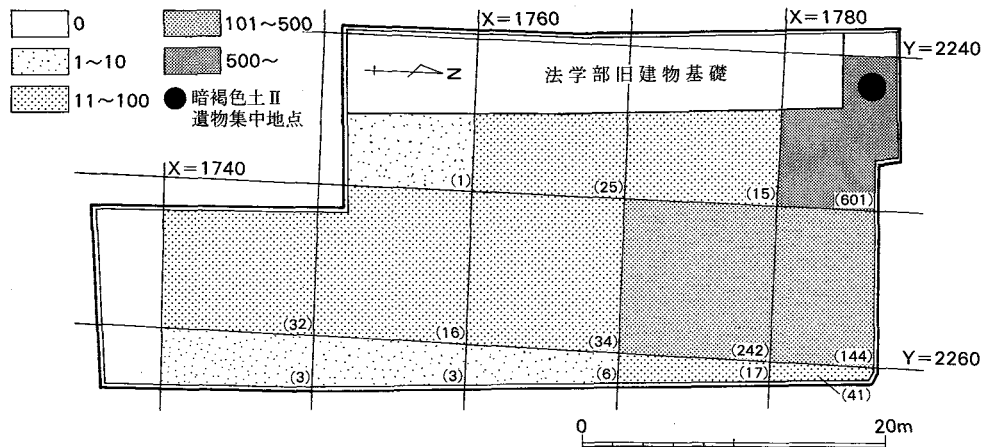 0
1～10
11～100
101～500
500～
暗褐色土Ⅱ
遺物集中地点
X=1760
X=1780
Y=2240
N
法学部旧建物基礎
X=1740
(1)
(25)
(15)
(601)
(32)
(16)
(34)
(242)
(144)
Y=2260
(3)
(3)
(6)
(17)
(41)
0
20m